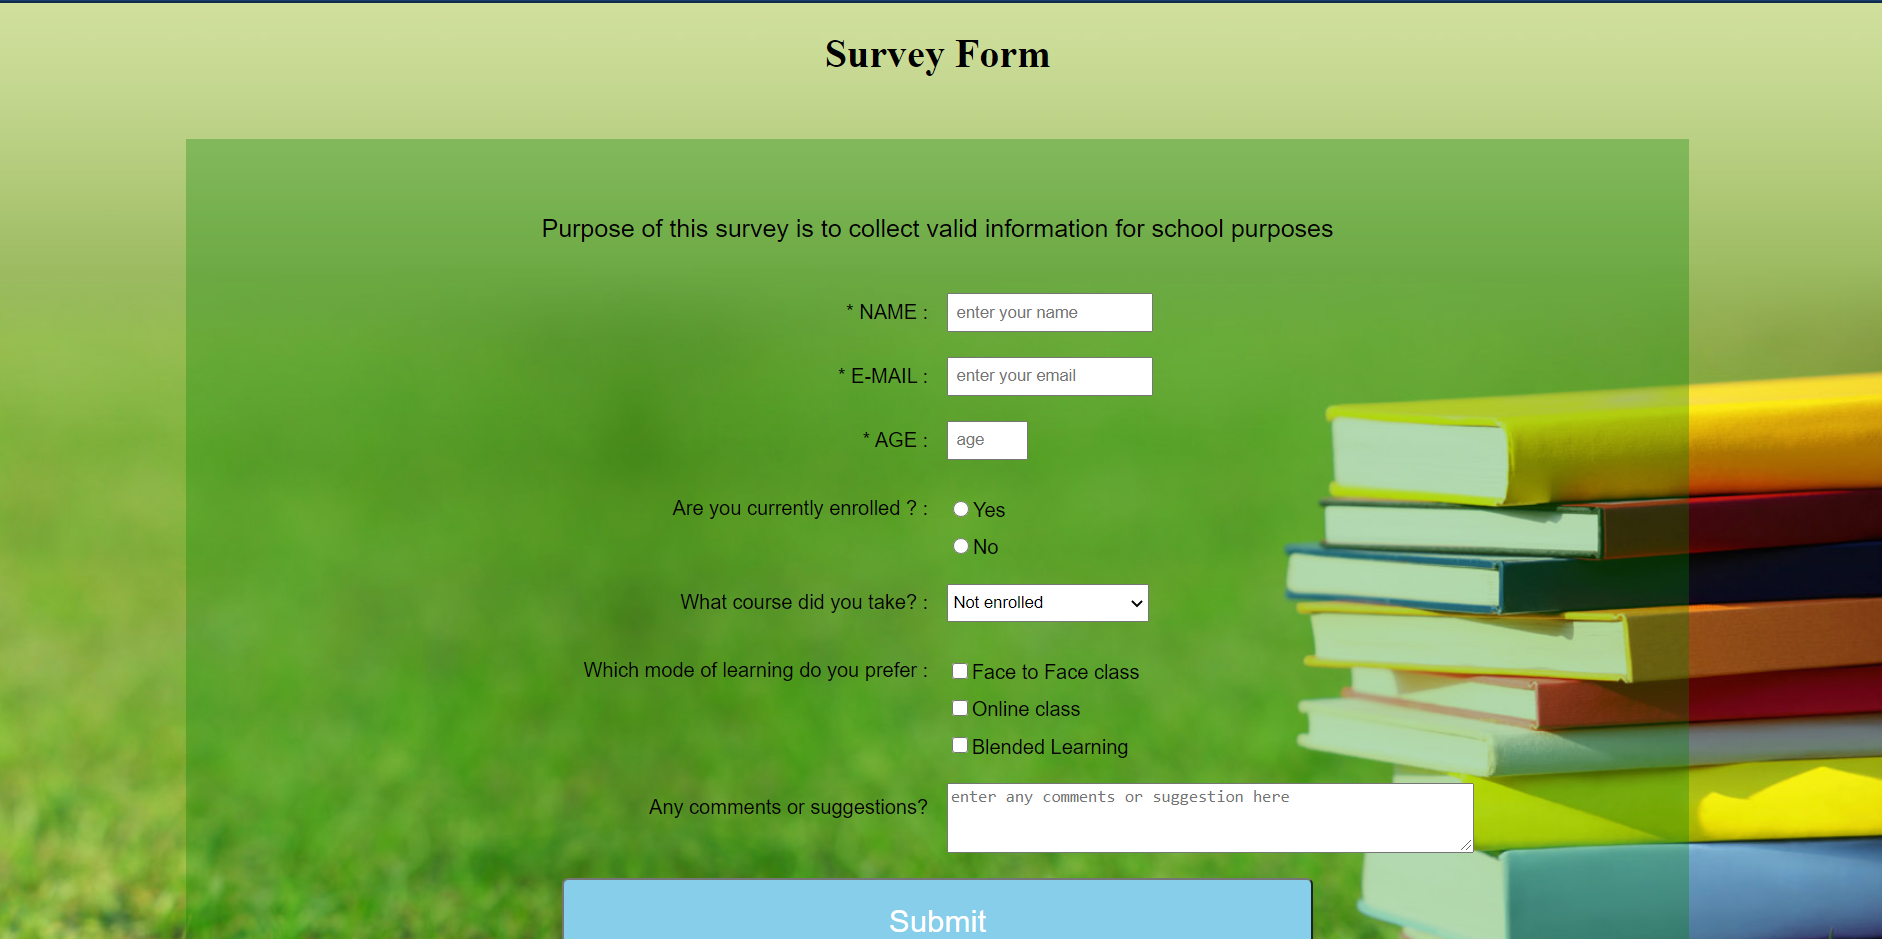 Survey Form
Purpose of this survey is to collect valid information for school purposes
* NAME : enter your name
* E-MAIL : enter your email
* AGE : age
Are you currently enrolled ? : Yes
No
What course did you take? : Not enrolled
Which mode of learning do you prefer : Face to Face class
Online class
Blended Learning
Any comments or suggestions? enter any comments or suggestion here
Submit